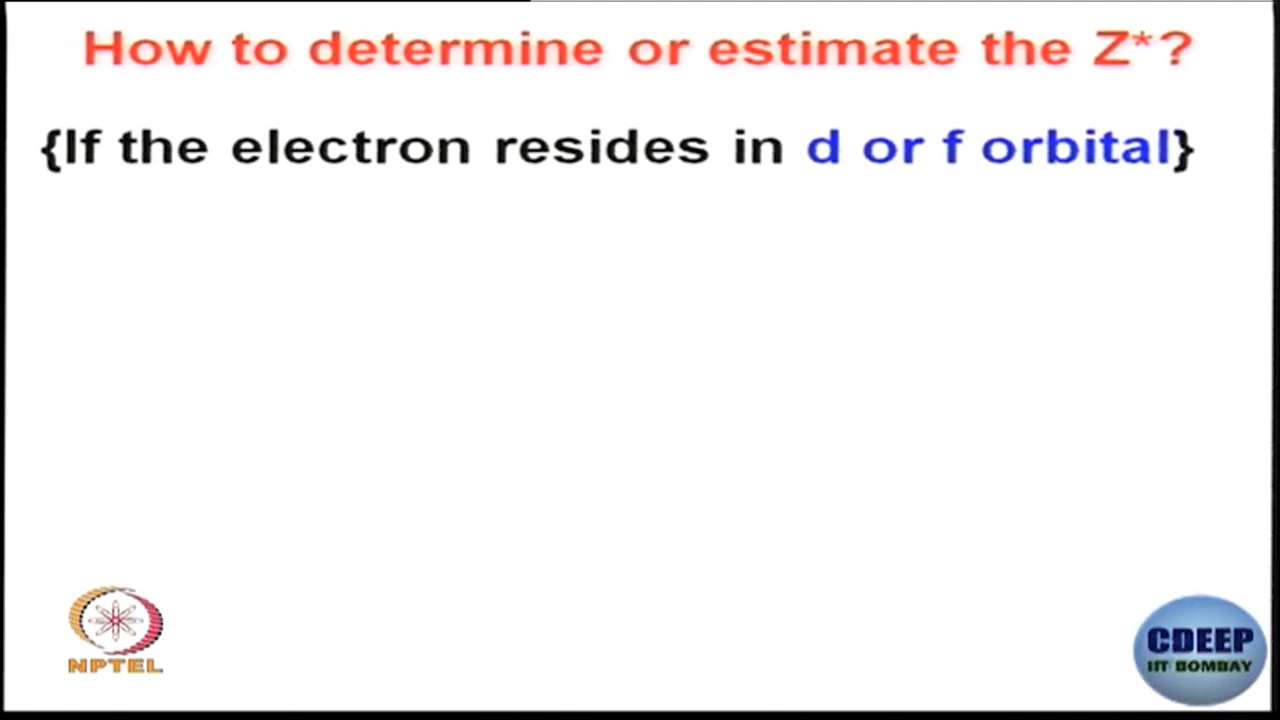 How to determine or estimate the Z*?
{If the electron resides in d or f orbital}
NPTEL
CDEEP
IIT BOMBAY